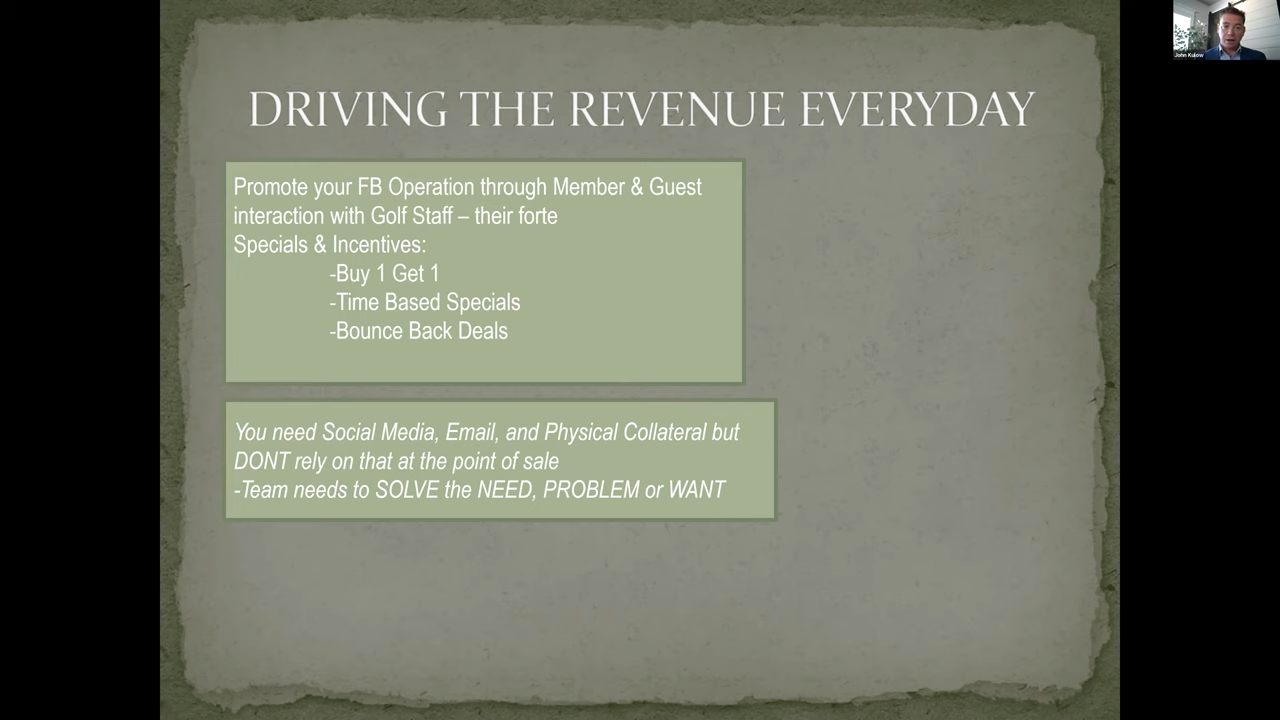 DRIVING THE REVENUE EVERYDAY
Promote your FB Operation through Member & Guest
interaction with Golf Staff – their forte
Specials & Incentives:
-Buy 1 Get 1
-Time Based Specials
-Bounce Back Deals
You need Social Media, Email, and Physical Collateral but
DONT rely on that at the point of sale
-Team needs to SOLVE the NEED, PROBLEM or WANT
John Kulow